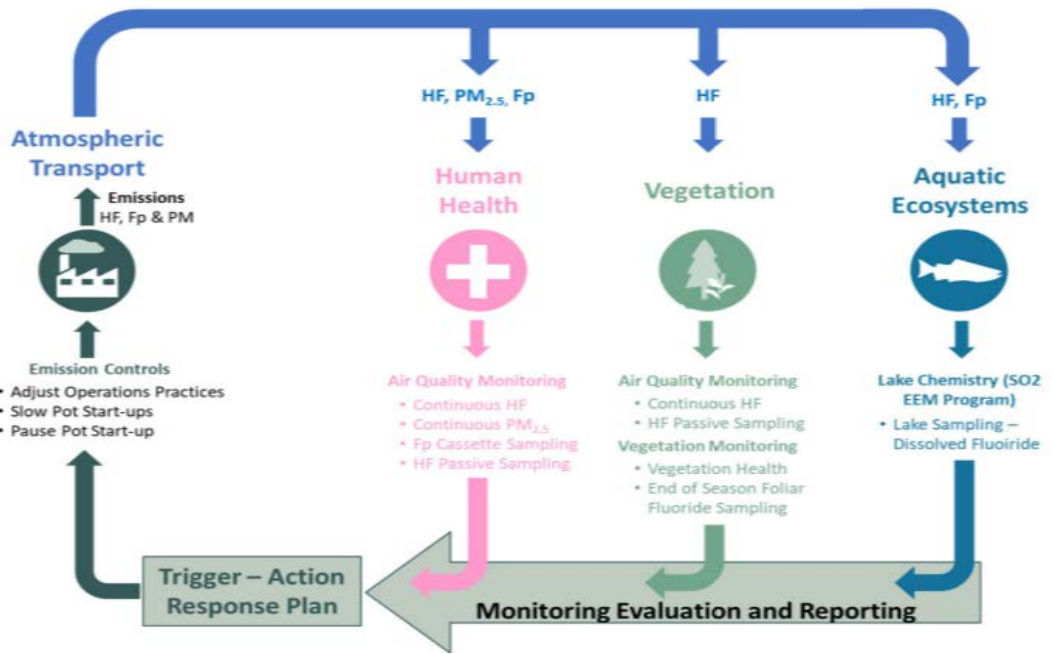 HF, PM2.5, Fp
HF
HF, Fp
Atmospheric
Transport
Emissions
HF, Fp & PM
Human
Health
Vegetation
Aquatic
Ecosystems
Emission Controls
• Adjust Operations Practices
• Slow Pot Start-ups
• Pause Pot Start-up
Air Quality Monitoring
• Continuous HF
• Continuous PM2.5
• Fp Cassette Sampling
• HF Passive Sampling
Air Quality Monitoring
• Continuous HF
• HF Passive Sampling
Vegetation Monitoring
• Vegetation Health
• End of Season Foliar
Fluoride Sampling
Lake Chemistry (SO2
EEM Program)
• Lake Sampling –
Dissolved Fluoiride
Trigger – Action
Response Plan
Monitoring Evaluation and Reporting